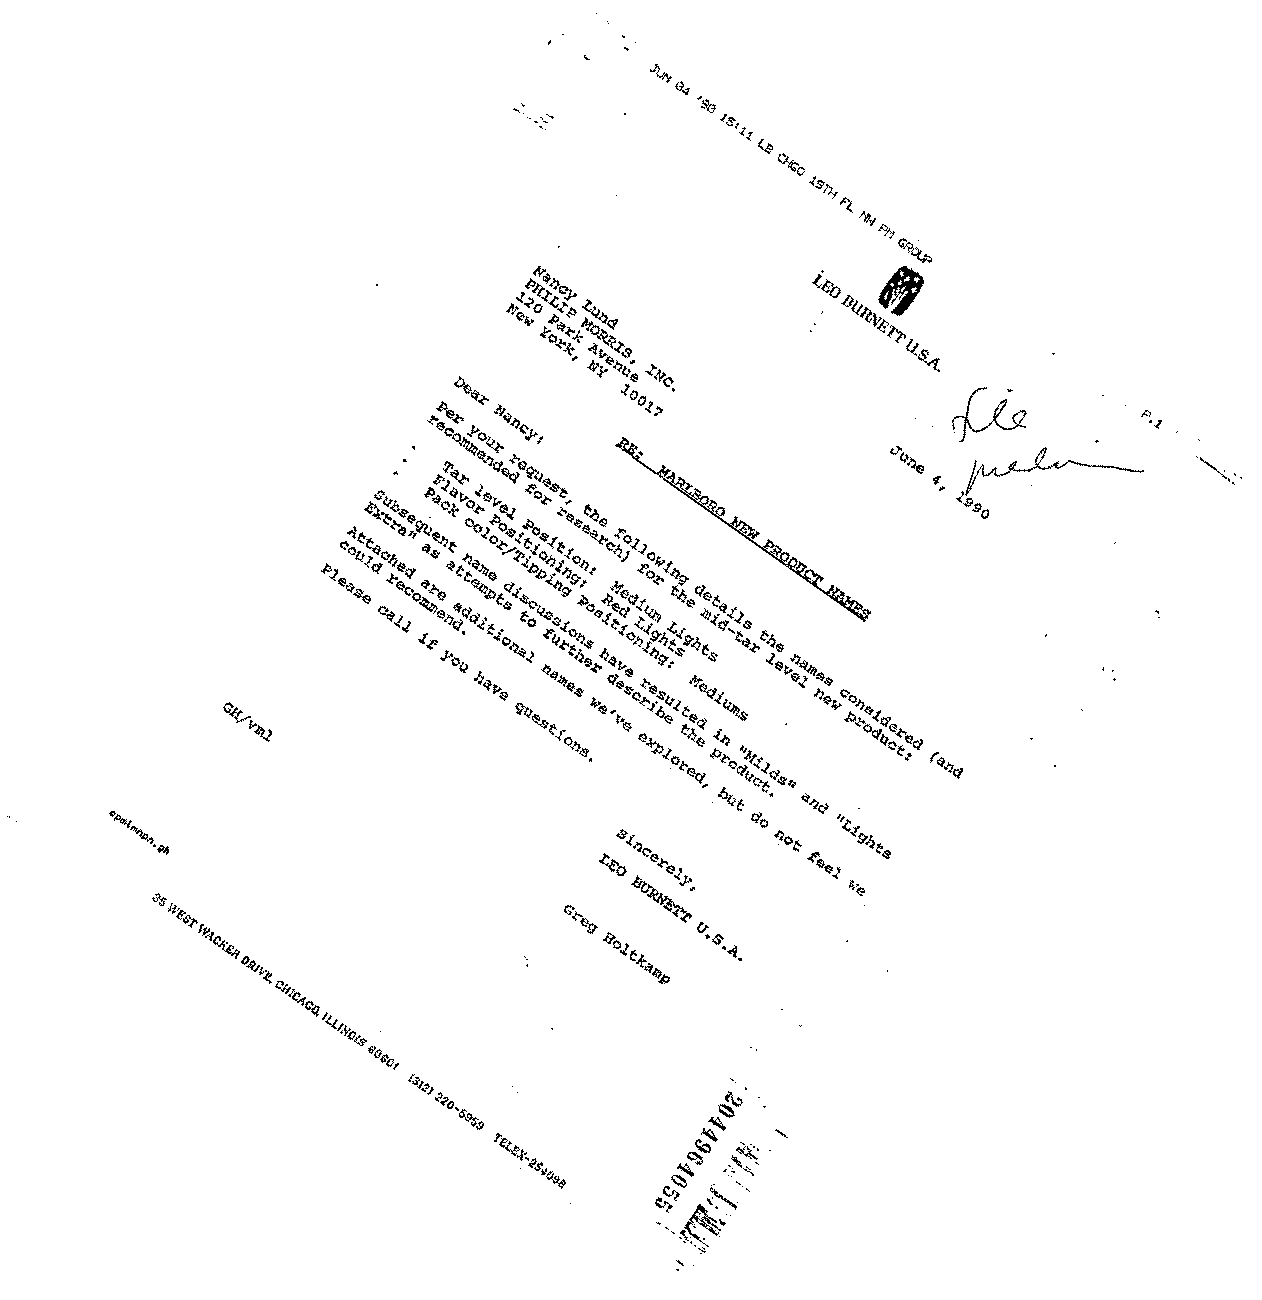 JUN 04 '90 15:11 LB CHGO 19TH FL NW PM GROUP
P.1
LEO BURNETT U.S.A.
file
June 4, 1990
Nancy Lund
PHILIP MORRIS, INC.
120 Park Avenue
New York, NY 10017
RE: MARLBORO NEW PRODUCT NAMES
Dear Nancy:
Per your request, the following details the names considered (and
recommended for research) for the mid-tar level new product:
. Tar level position: Medium Lights
. Flavor Positioning: Red Lights
. Pack color/Tipping Positioning: Mediums
Subsequent name discussions have resulted in "Milds" and "Lights
Extra" as attempts to further describe the product.
Attached are additional names we've explored, but do not feel we
could recommend.
Please call if you have questions.
Sincerely,
LEO BURNETT U.S.A.
Greg Holtkamp
GH/vml
35 WEST WACKER DRIVE, CHICAGO, ILLINOIS 60601 (312) 220-5959 TELEX-254098
2044964055